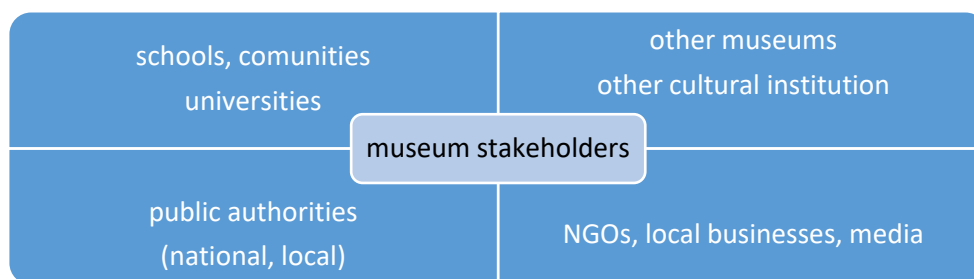 schools, comunities
universities
other museums
other cultural institution
museum stakeholders
public authorities
(national, local)
NGOs, local businesses, media